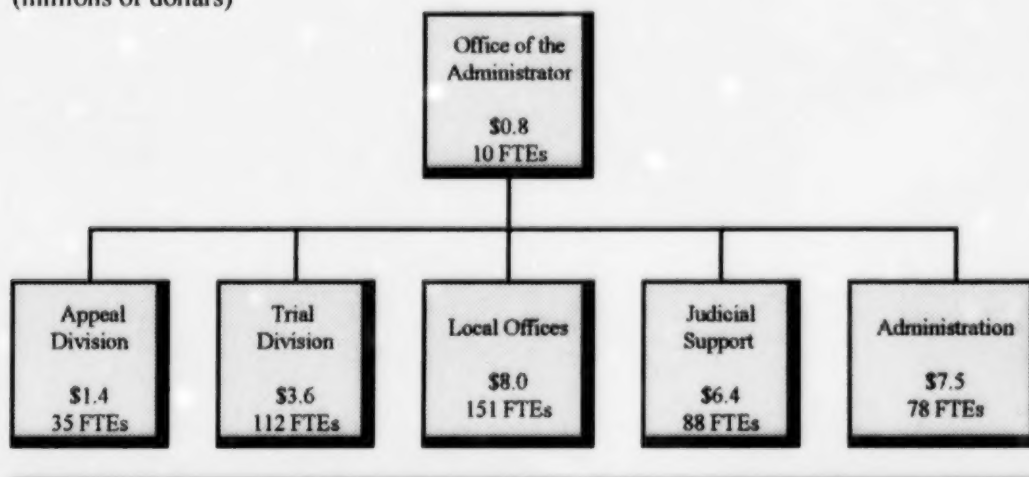 (millions of dollars)
Office of the
Administrator
$0.8
10 FTEs
Appeal
Division
$1.4
35 FTEs
Trial
Division
$3.6
112 FTEs
Local Offices
$8.0
151 FTEs
Judicial
Support
$6.4
88 FTEs
Administration
$7.5
78 FTEs